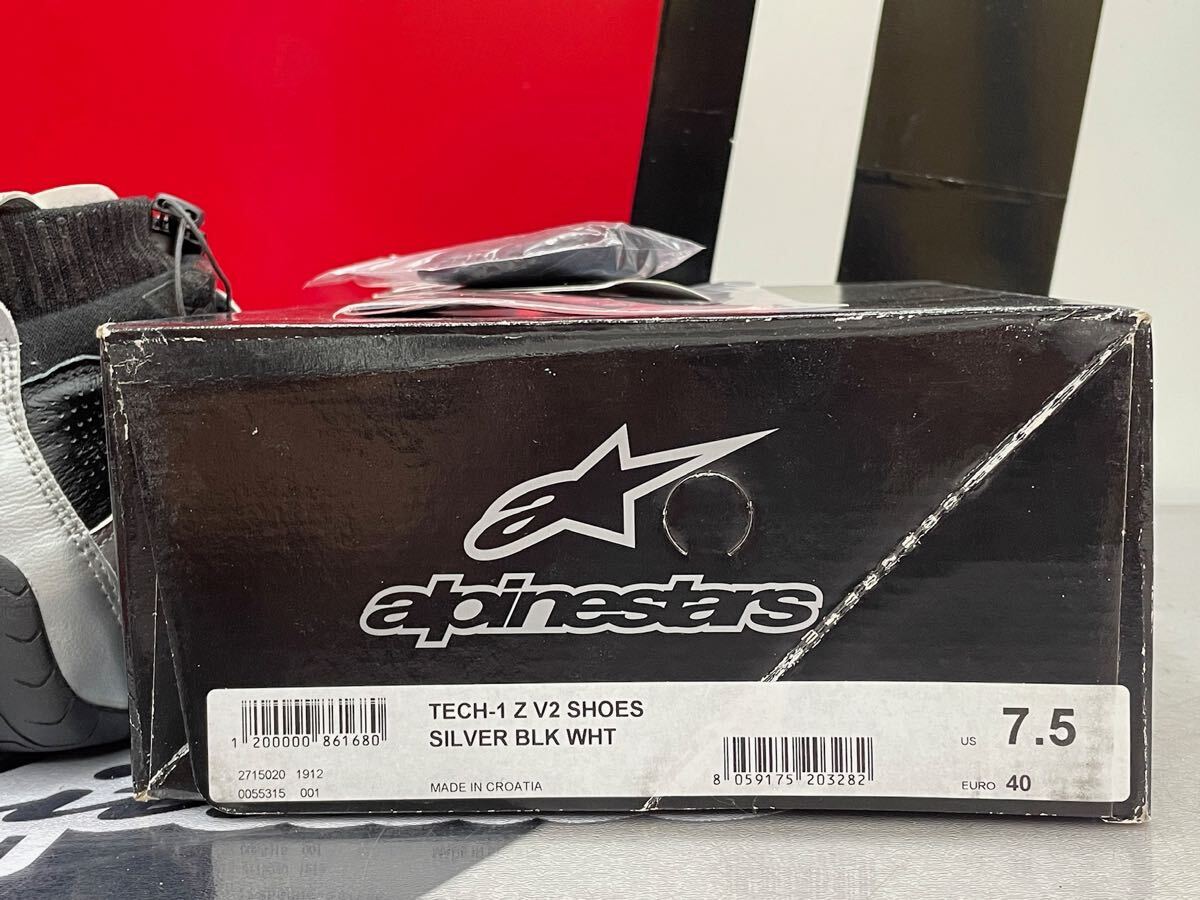 alpinestars
TECH-1 Z V2 SHOES
SILVER BLK WHT
1 200000 861680
2715020 1912
0055315 001
MADE IN CROATIA
8 059175 203282
US 7.5
EURO 40